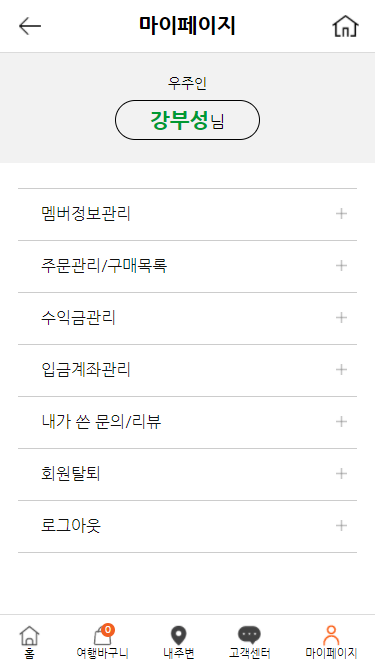 마이페이지
우주인
강부성님
멤버정보관리
주문관리/구매목록
수익금관리
입금계좌관리
내가 쓴 문의/리뷰
회원탈퇴
로그아웃
0
홈 여행바구니 내주변 고객센터 마이페이지